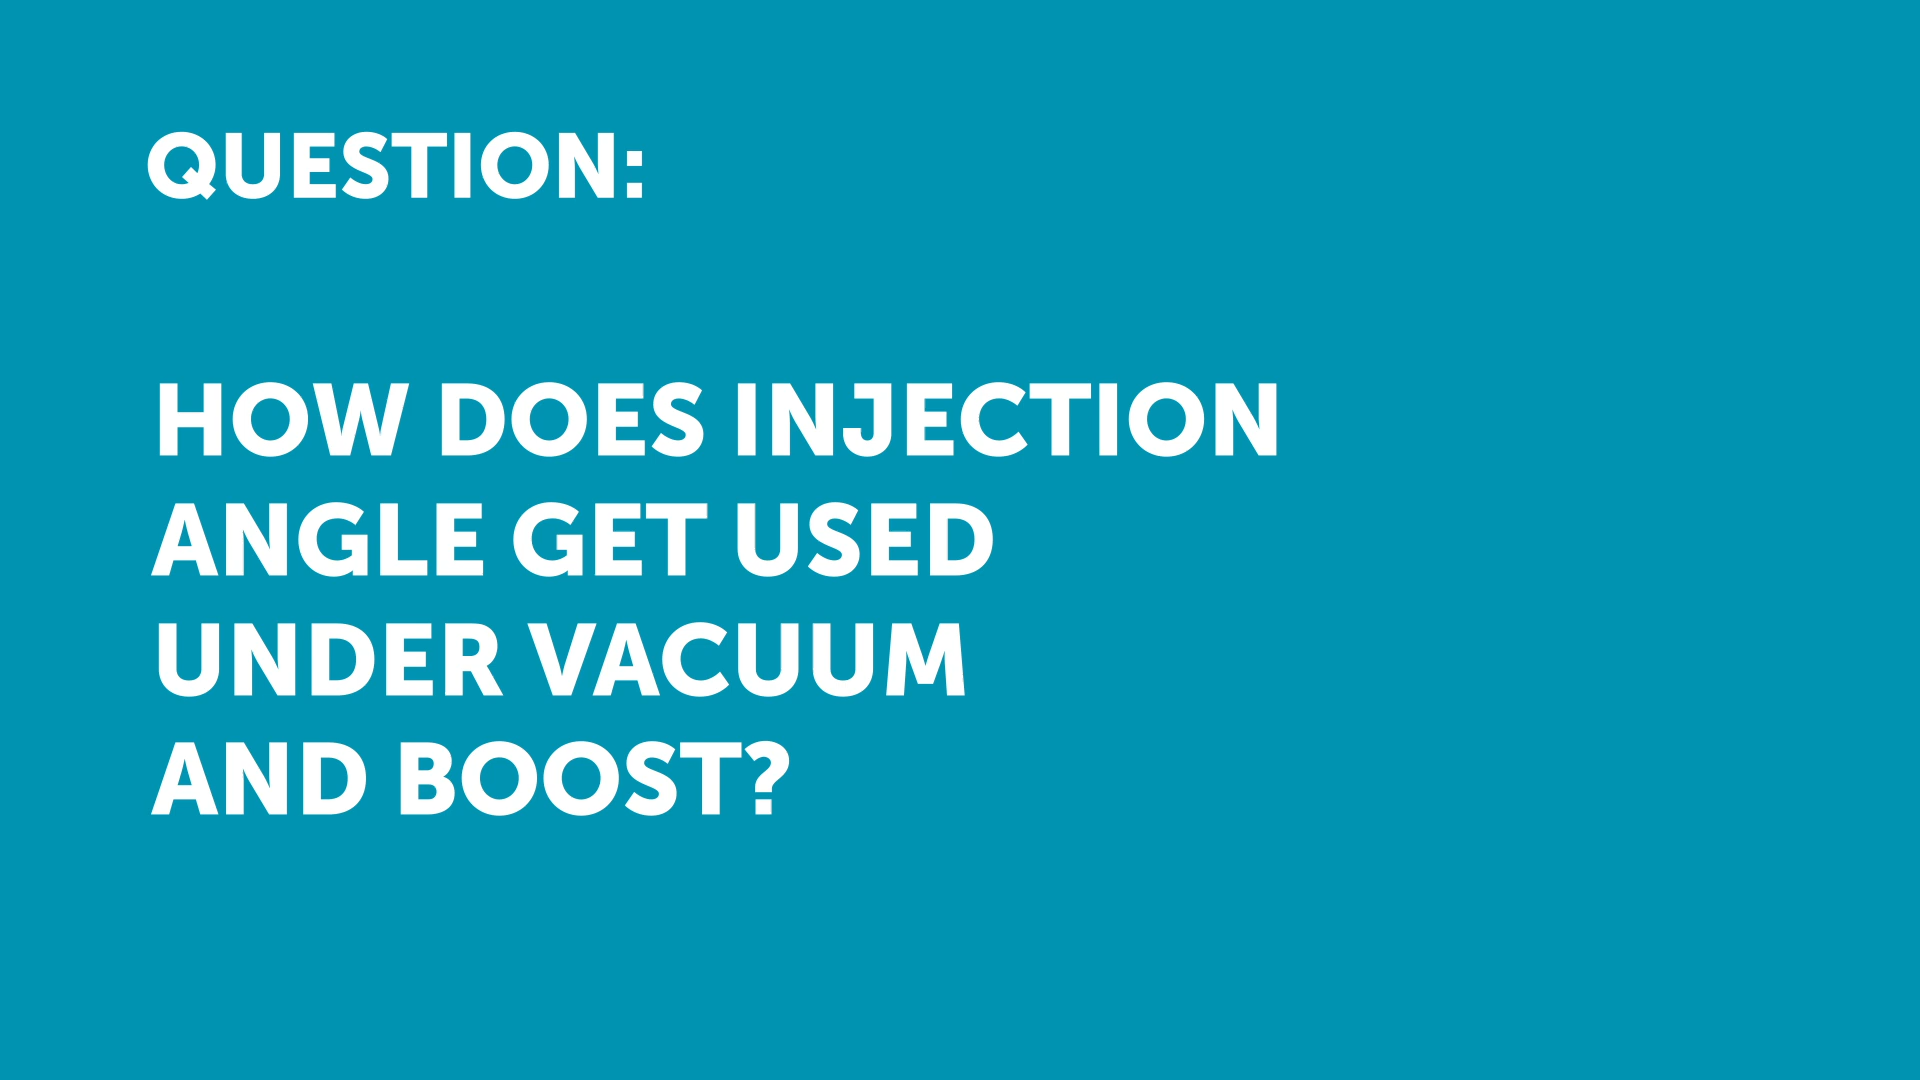 QUESTION:
HOW DOES INJECTION
ANGLE GET USED
UNDER VACUUM
AND BOOST?